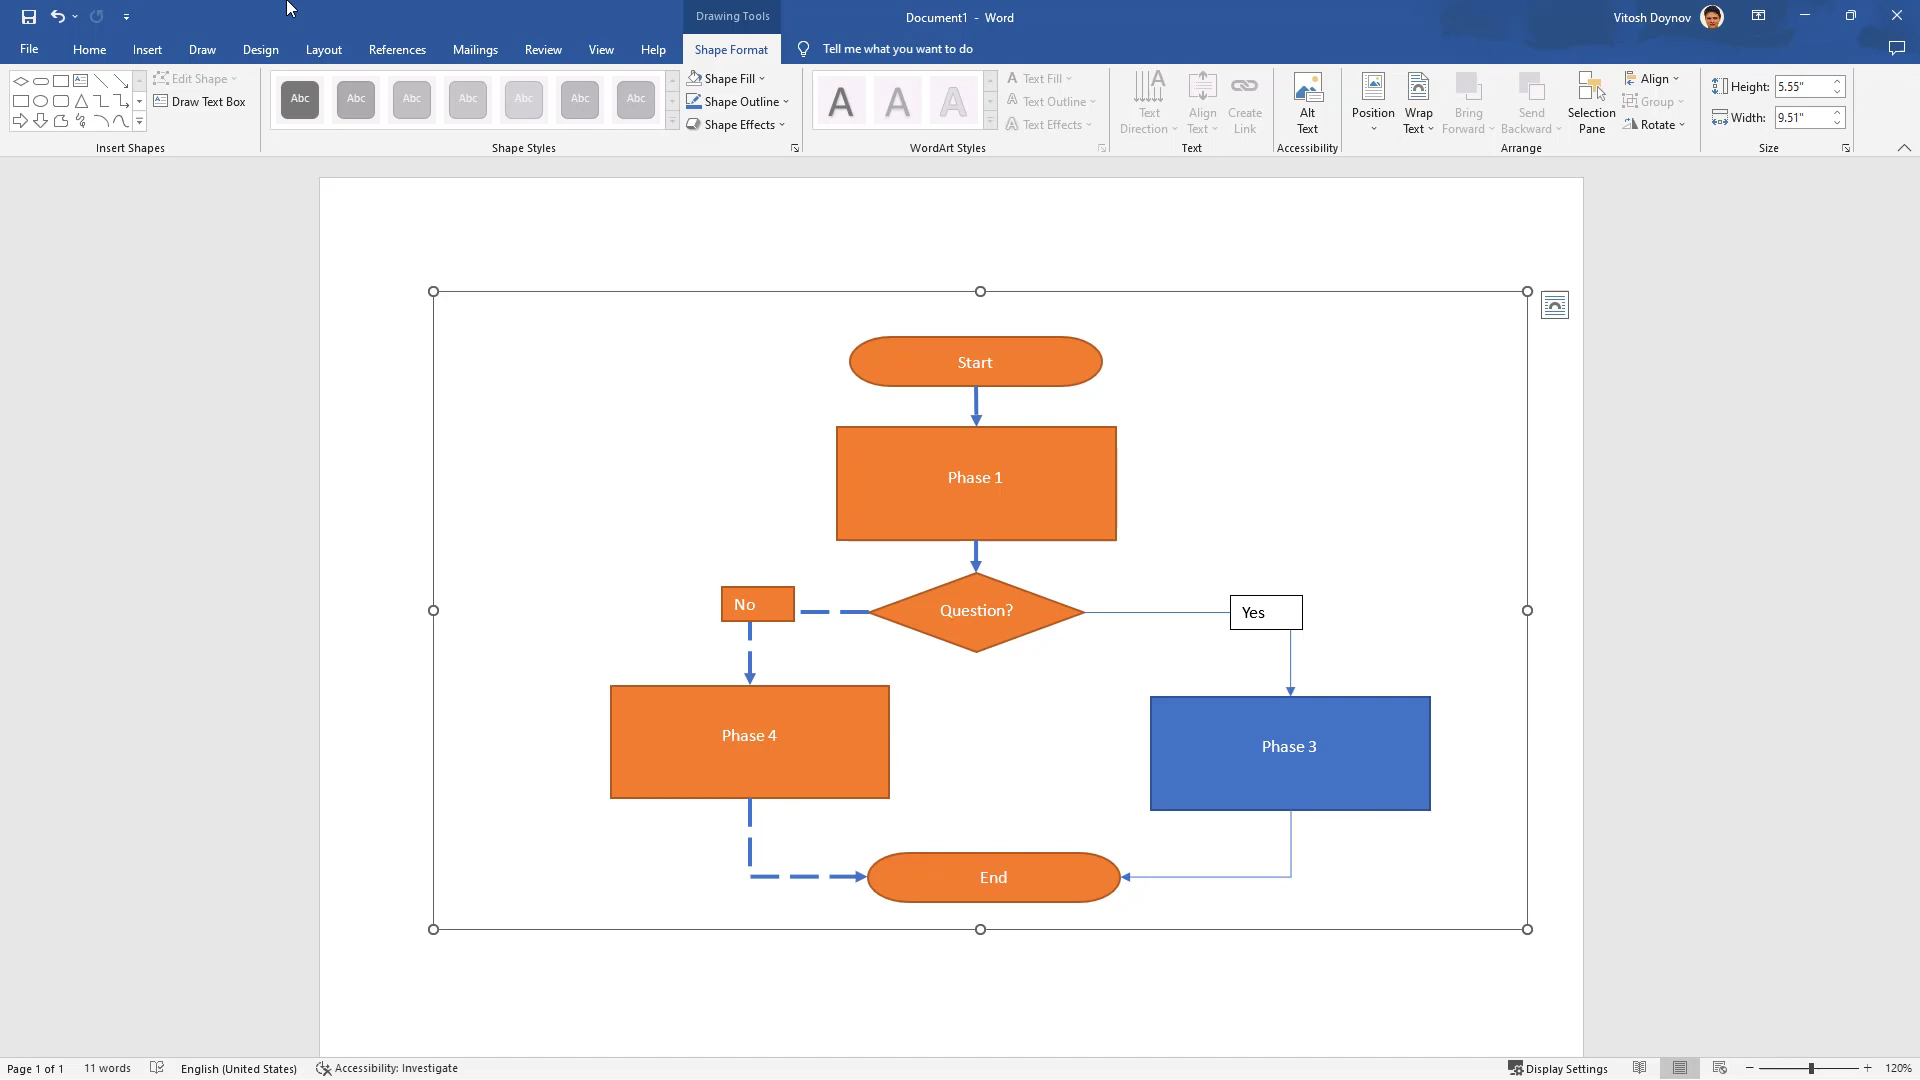 Drawing Tools
Document1 - Word
Vitosh Doynov
File Home Insert Draw Design Layout References Mailings Review View Help Shape Format Tell me what you want to do
Edit Shape
Draw Text Box
Insert Shapes
Abc Abc Abc Abc Abc Abc Abc
Shape Fill
Shape Outline
Shape Effects
Shape Styles
A A A
A Text Fill
A Text Outline
A Text Effects
WordArt Styles
Text Direction
Align Text
Create Link
Text
Alt Text
Accessibility
Position
Wrap Text
Bring Forward
Send Backward
Selection Pane
Align
Group
Rotate
Arrange
Height: 5.55"
Width: 9.51"
Size
Start
Phase 1
No
Question?
Yes
Phase 4
Phase 3
End
Page 1 of 1 11 words English (United States) Accessibility: Investigate Display Settings 120%